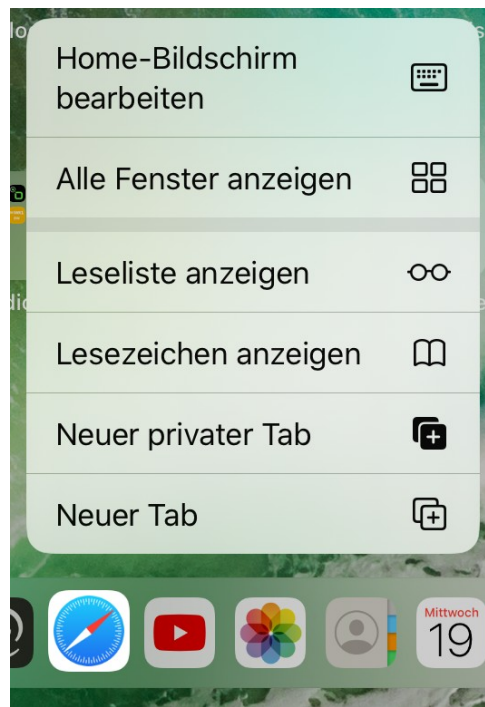 Home-Bildschirm
bearbeiten
Alle Fenster anzeigen
Leseliste anzeigen
Lesezeichen anzeigen
Neuer privater Tab
Neuer Tab
Mittwoch
19